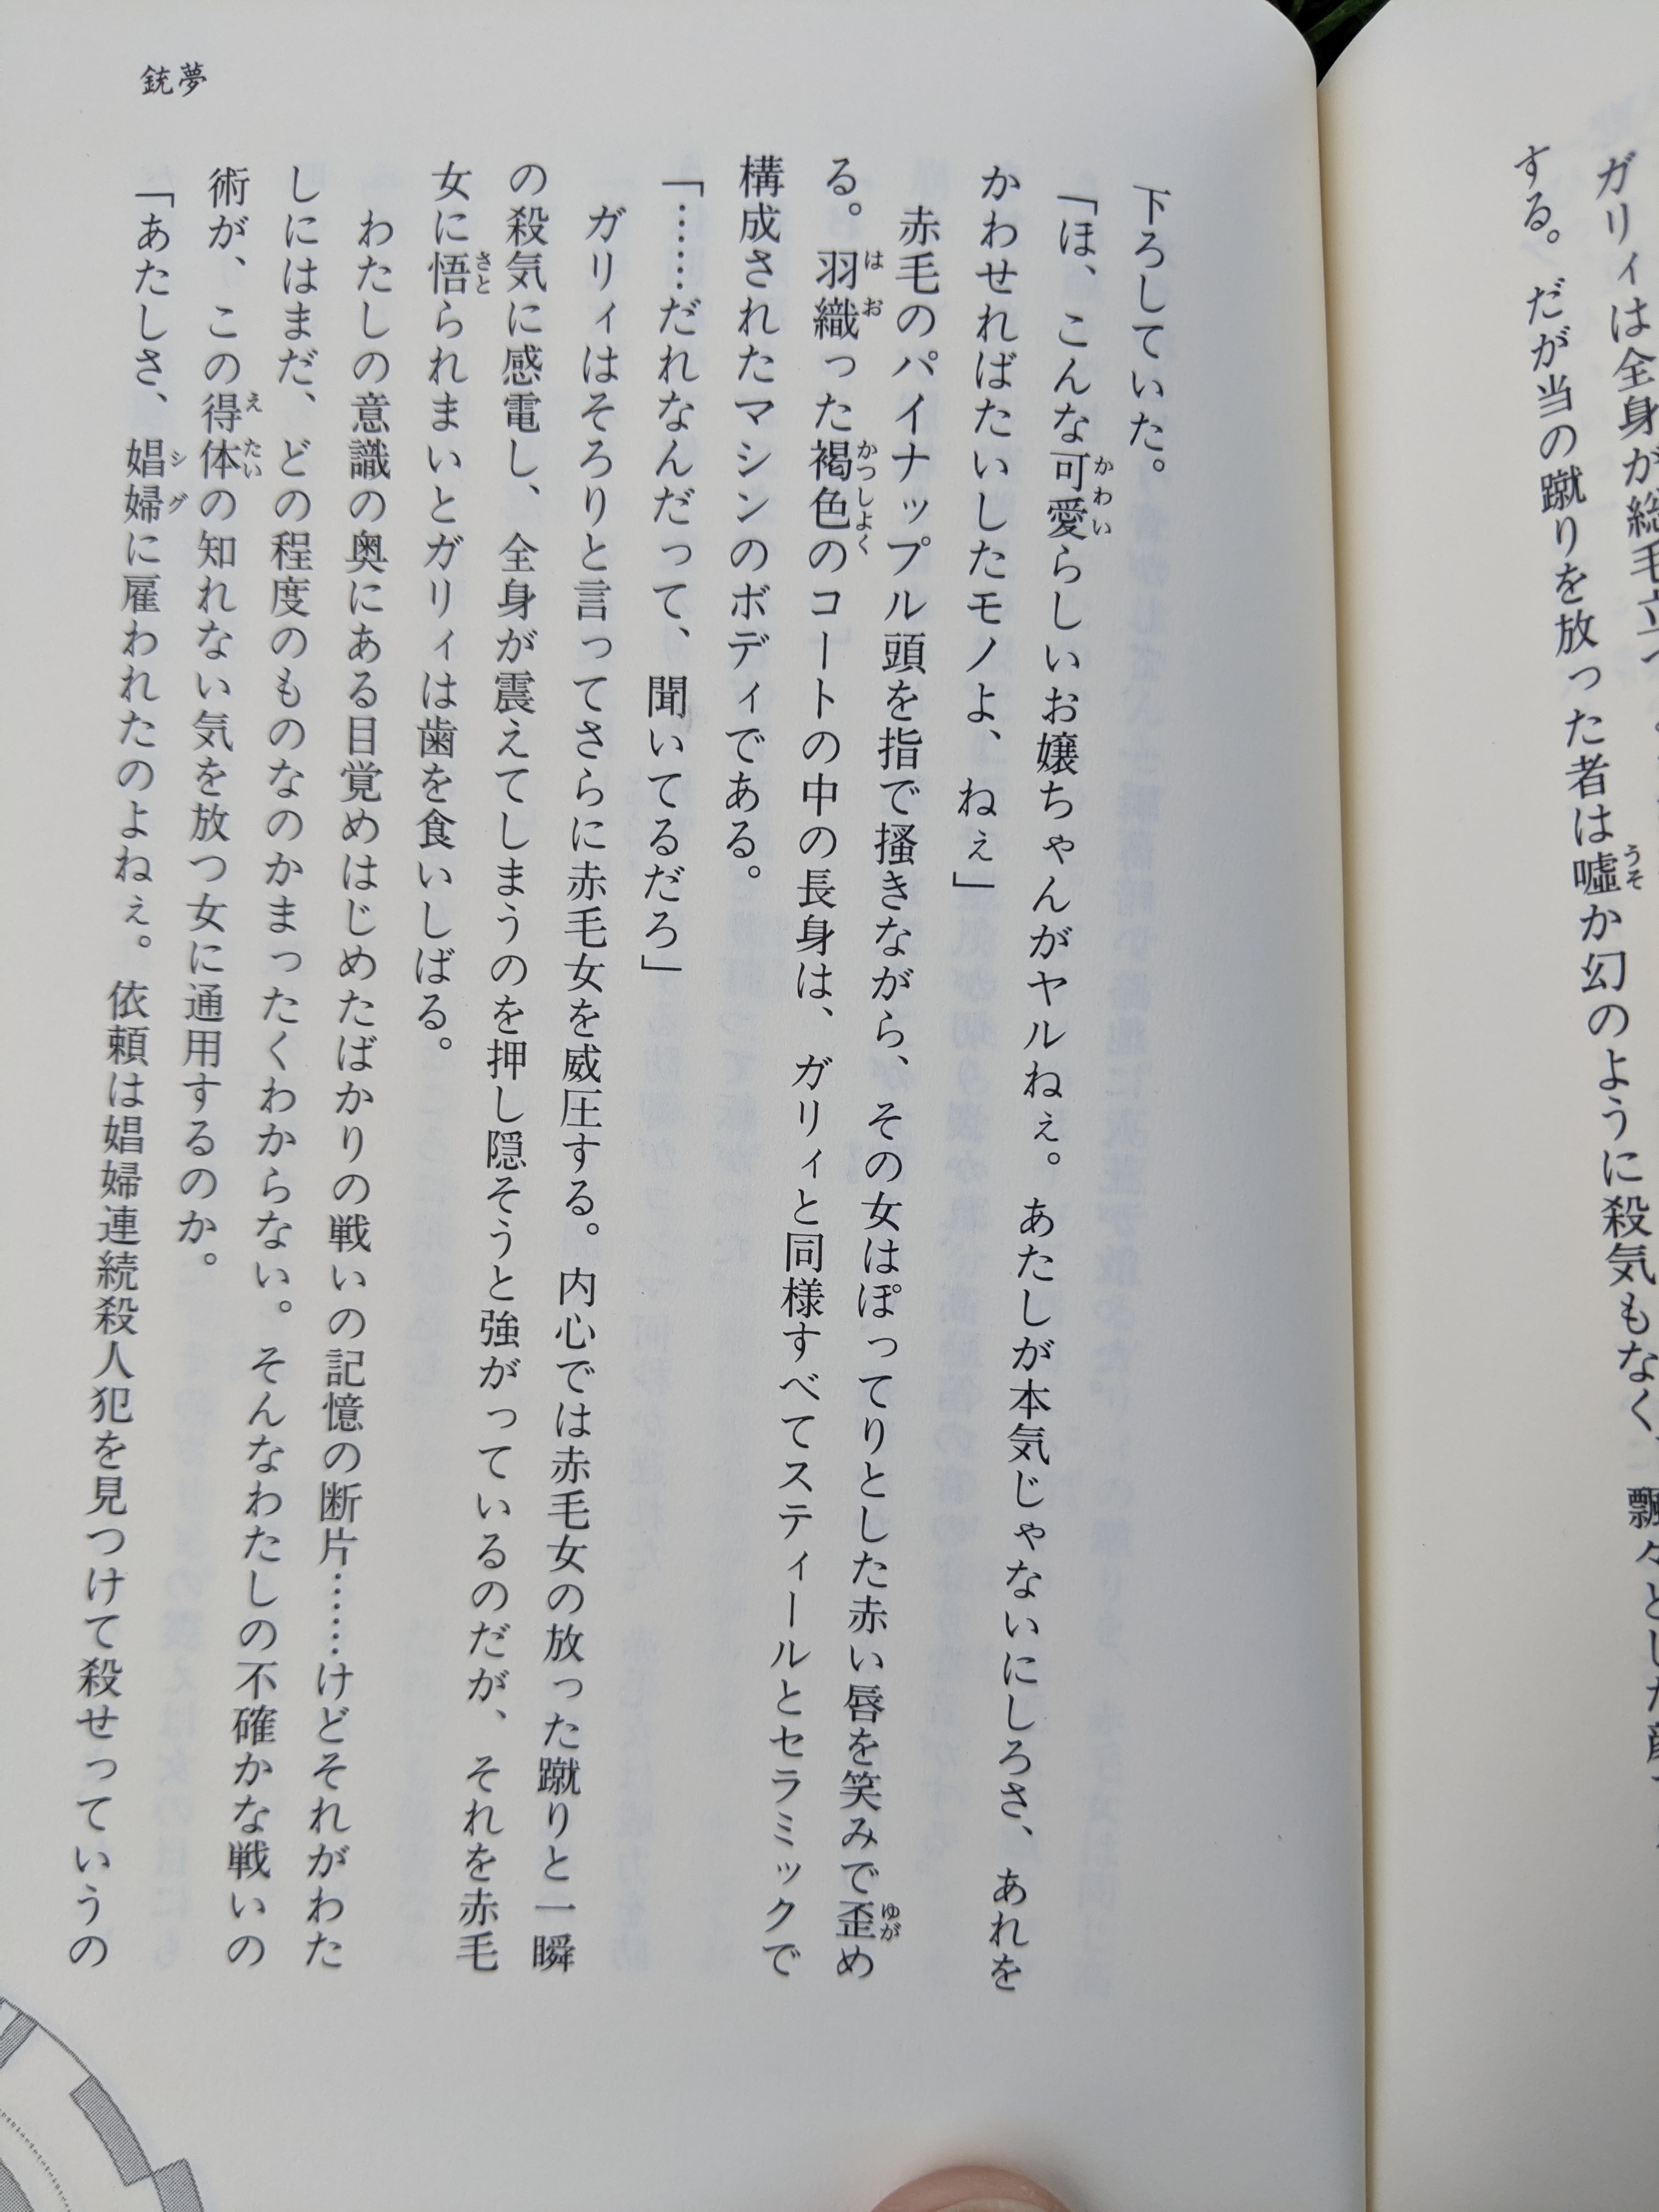 ガリィは全身が総毛立
する。だが当の蹴りを放った者は嘘か幻のように殺気もなく、飄々とした
銃夢
下ろしていた。
「ほ、こんな可愛らしいお嬢ちゃんがヤルねぇ。あたしが本気じゃないにしろさ、あれを
かわせればたいしたモノよ、ねぇ」
赤毛のパイナップル頭を指で掻きながら、その女はぽってりとした赤い唇を笑みで歪め
る。羽織った褐色のコートの中の長身は、ガリィと同様すべてスティールとセラミックで
構成されたマシンのボディである。
「……だれなんだって、聞いてるだろ」
ガリィはそろりと言ってさらに赤毛女を威圧する。内心では赤毛女の放った蹴りと一瞬
の殺気に感電し、全身が震えてしまうのを押し隠そうと強がっているのだが、それを赤毛
女に悟られまいとガリィは歯を食いしばる。
わたしの意識の奥にある目覚めはじめたばかりの戦いの記憶の断片……けどそれがわた
しにはまだ、どの程度のものなのかまったくわからない。そんなわたしの不確かな戦いの
術が、この得体の知れない気を放つ女に通用するのか。
「あたしさ、娼婦に雇われたのよねぇ。依頼は娼婦連続殺人犯を見つけて殺せっていうの